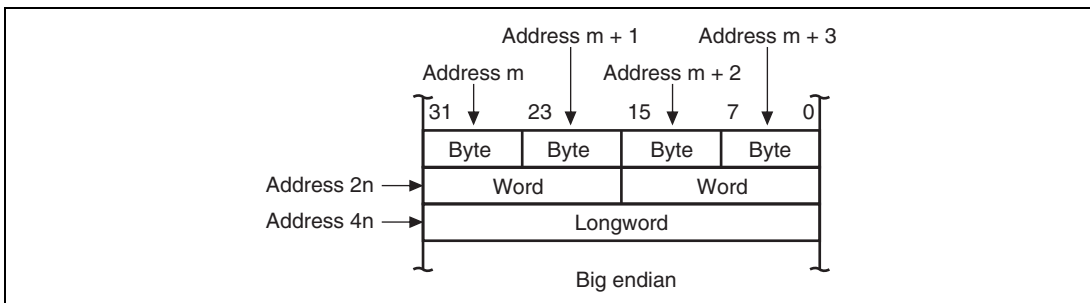 Address m + 1 Address m + 3
Address m Address m + 2
31 23 15 7 0
Byte Byte Byte Byte
Address 2n Word Word
Address 4n Longword
Big endian